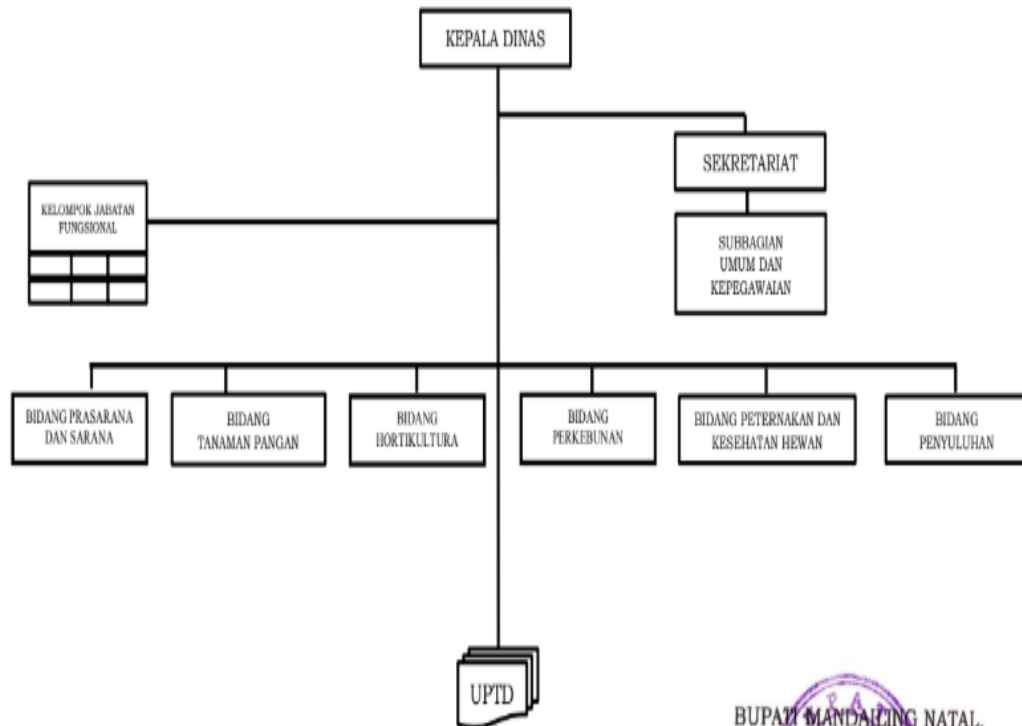 KEPALA DINAS
SEKRETARIAT
KELOMPOK JABATAN
FUNGSIONAL
SUBBAGIAN
UMUM DAN
KEPEGAWAIAN
BIDANG PRASARANA
DAN SARANA
BIDANG
TANAMAN PANGAN
BIDANG
HORTIKULTURA
BIDANG
PERKEBUNAN
BIDANG PETERNAKAN DAN
KESEHATAN HEWAN
BIDANG
PENYULUHAN
UPTD
BUPATI MANDAILING NATAL,